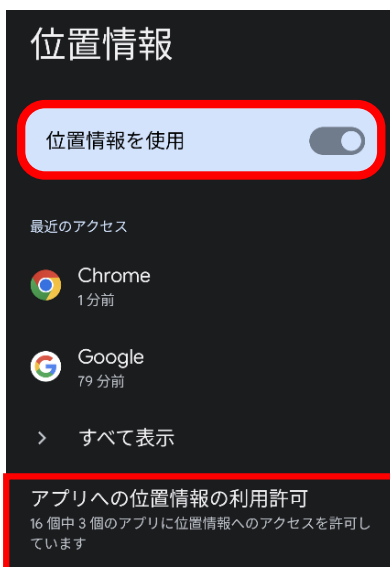 位置情報
位置情報を使用
最近のアクセス
Chrome
1 分前
Google
79 分前
すべて表示
アプリへの位置情報の利用許可
16 個中 3 個のアプリに位置情報へのアクセスを許可し
ています